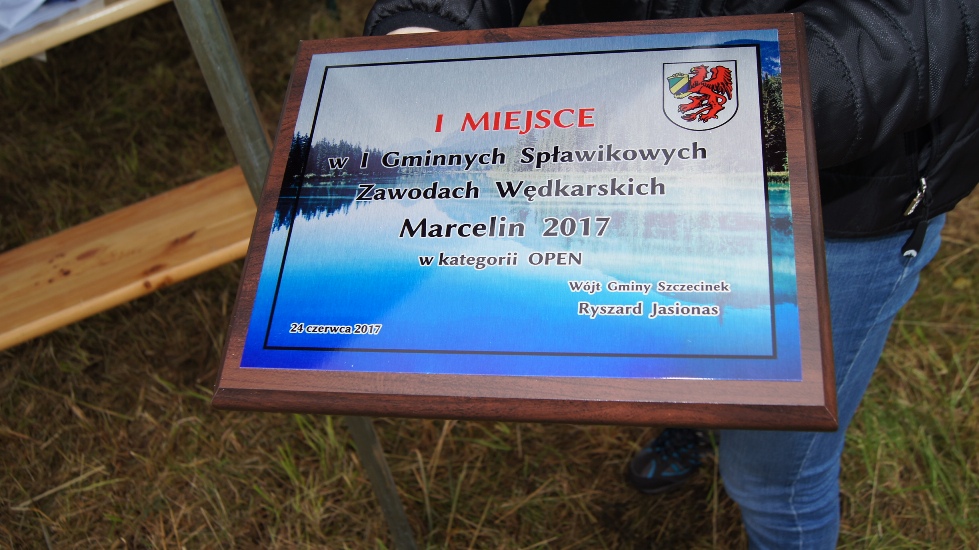 I MIEJSCE
w I Gminnych Spławikowych
Zawodach Wędkarskich
Marcelin 2017
w kategorii OPEN
Wójt Gminy Szczecinek
Ryszard Jasionas
24 czerwca 2017